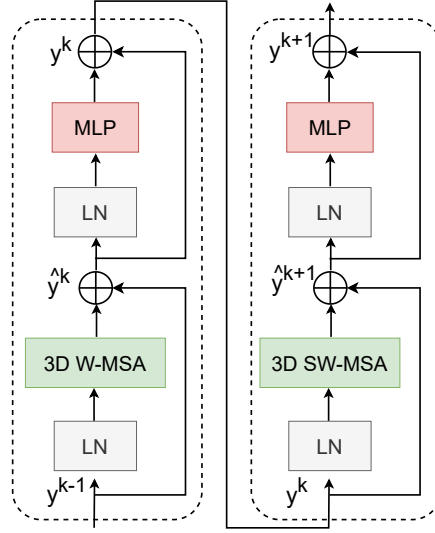 y^k
MLP
LN
ŷ^k
3D W-MSA
LN
y^k-1
y^k+1
MLP
LN
ŷ^k+1
3D SW-MSA
LN
y^k